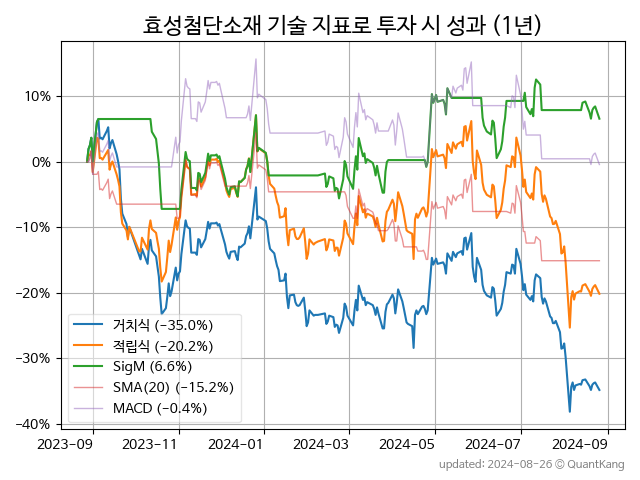 효성첨단소재 기술 지표로 투자 시 성과 (1년)
10%
0%
−10%
−20%
−30%
−40%
거치식 (−35.0%)
적립식 (−20.2%)
SigM (6.6%)
SMA(20) (−15.2%)
MACD (−0.4%)
2023-09 2023-11 2024-01 2024-03 2024-05 2024-07 2024-09
updated: 2024-08-26 © QuantKang